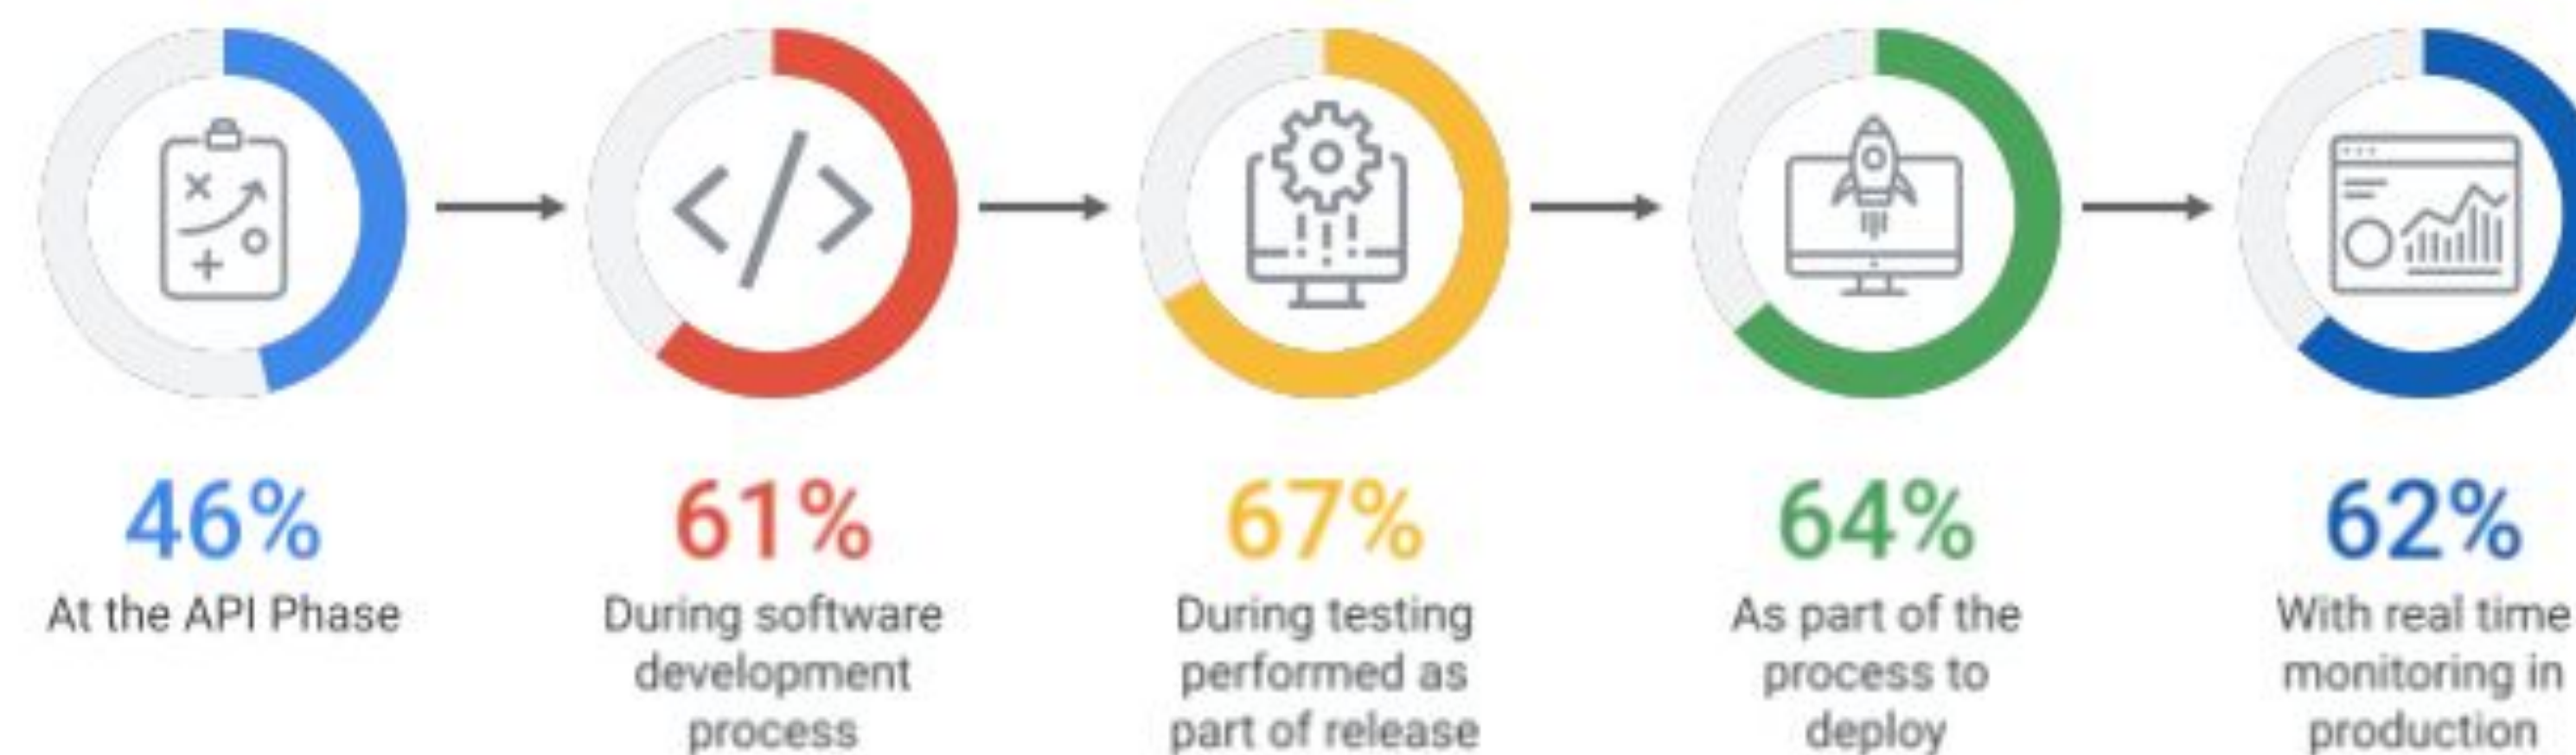 46%
At the API Phase
61%
During software
development
process
67%
During testing
performed as
part of release
64%
As part of the
process to
deploy
62%
With real time
monitoring in
production